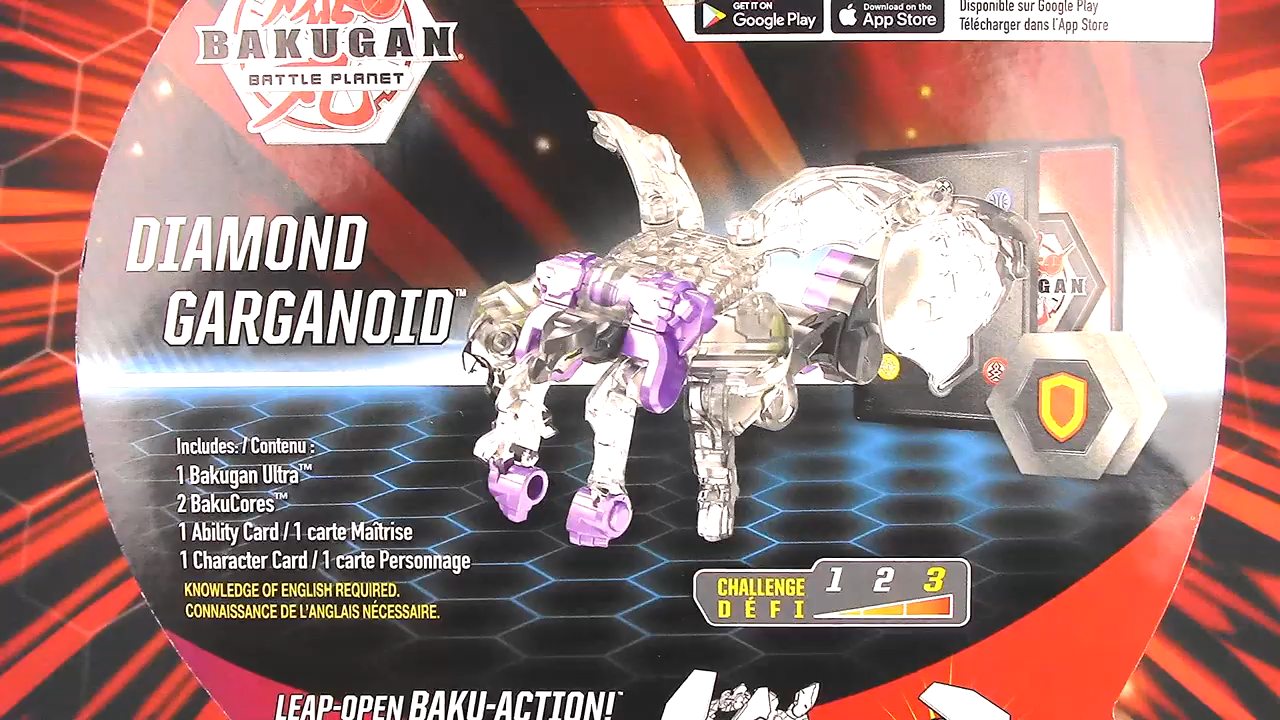 GET IT ON
Google Play
Download on the
App Store
Disponible sur Google Play
Télécharger dans l'App Store
BAKUGAN
BATTLE PLANET
DIAMOND
GARGANOID™
GAN
Includes: / Contenu :
1 Bakugan Ultra™
2 BakuCores™
1 Ability Card / 1 carte Maîtrise
1 Character Card / 1 carte Personnage
KNOWLEDGE OF ENGLISH REQUIRED.
CONNAISSANCE DE L'ANGLAIS NÉCESSAIRE.
CHALLENGE 1 2 3
DÉFI
LEAP-OPEN BAKU-ACTION!™